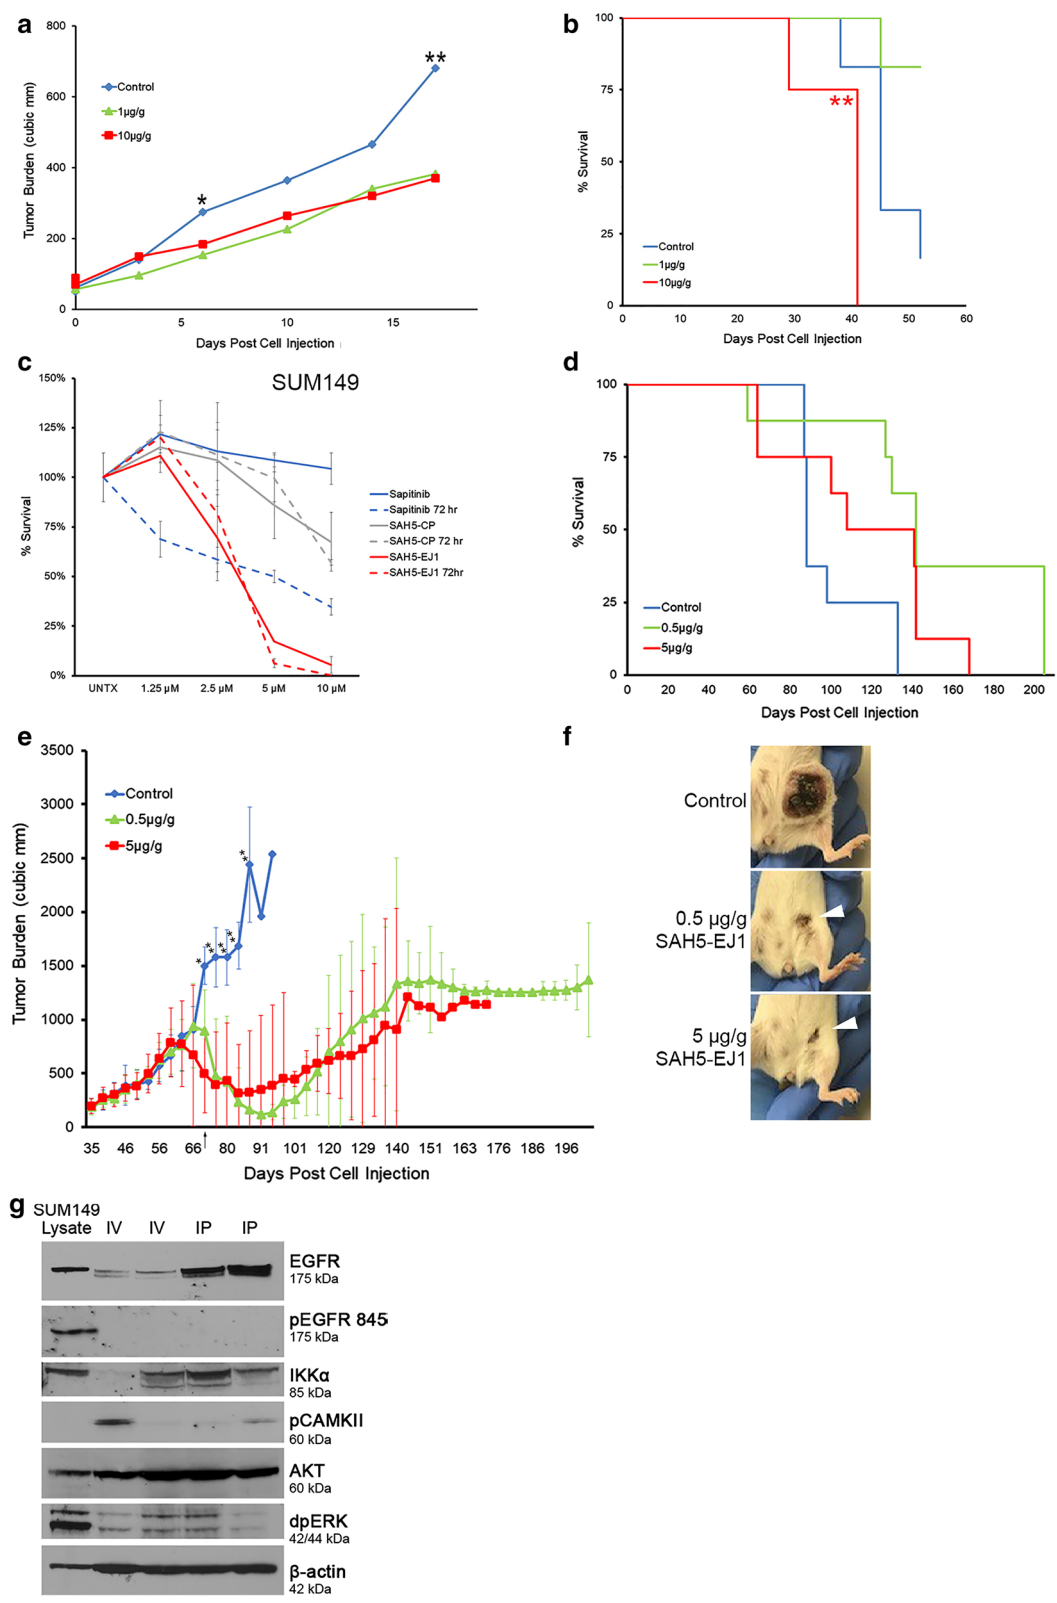 a
800
600
400
200
0
0
5
10
15
Tumor Burden (cubic mm)
Days Post Cell Injection
Control
1µg/g
10µg/g
*
**
b
100
75
50
25
0
0
10
20
30
40
50
60
% Survival
Days Post Cell Injection
Control
1µg/g
10µg/g
**
c
SUM149
150%
125%
100%
75%
50%
25%
0%
UNTX
1.25 µM
2.5 µM
5 µM
10 µM
% Survival
Sapitinib
Sapitinib 72 hr
SAH5-CP
SAH5-CP 72 hr
SAH5-EJ1
SAH5-EJ1 72hr
d
100
75
50
25
0
0
20
40
60
80
100
120
140
160
180
200
% Survival
Days Post Cell Injection
Control
0.5µg/g
5µg/g
e
3500
3000
2500
2000
1500
1000
500
0
35
46
56
66
80
91
101
120
129
140
151
163
176
186
196
Tumor Burden (cubic mm)
Days Post Cell Injection
Control
0.5µg/g
5µg/g
*
**
**
**
**
f
Control
0.5 µg/g
SAH5-EJ1
5 µg/g
SAH5-EJ1
g
SUM149
Lysate IV IV IP IP
EGFR
175 kDa
pEGFR 845
175 kDa
IKKα
85 kDa
pCAMKII
60 kDa
AKT
60 kDa
dpERK
42/44 kDa
β-actin
42 kDa